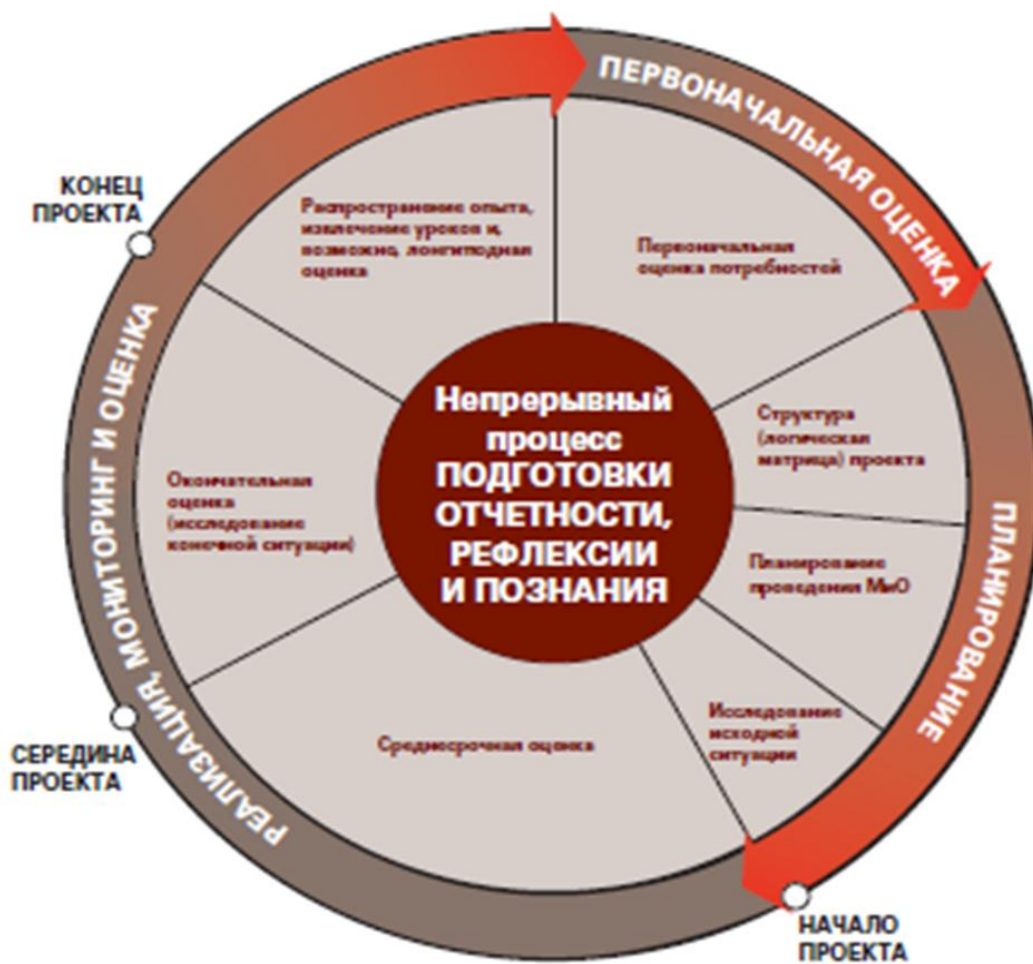 ПЕРВОНАЧАЛЬНАЯ ОЦЕНКА
КОНЕЦ
ПРОЕКТА
Распространение опыта,
извлечение уроков и,
возможно, лонгитюдная
оценка
Первоначальная
оценка потребностей
Непрерывный
процесс
ПОДГОТОВКИ
ОТЧЕТНОСТИ,
РЕФЛЕКСИИ
И ПОЗНАНИЯ
Структура
(логическая
матрица) проекта
Окончательная
оценка
(исследование
конечной ситуации)
Планирование
проведения МиО
ПЛАНИРОВАНИЕ
Исследование
исходной
ситуации
Среднесрочная оценка
РЕАЛИЗАЦИЯ, МОНИТОРИНГ И ОЦЕНКА
СЕРЕДИНА
ПРОЕКТА
НАЧАЛО
ПРОЕКТА